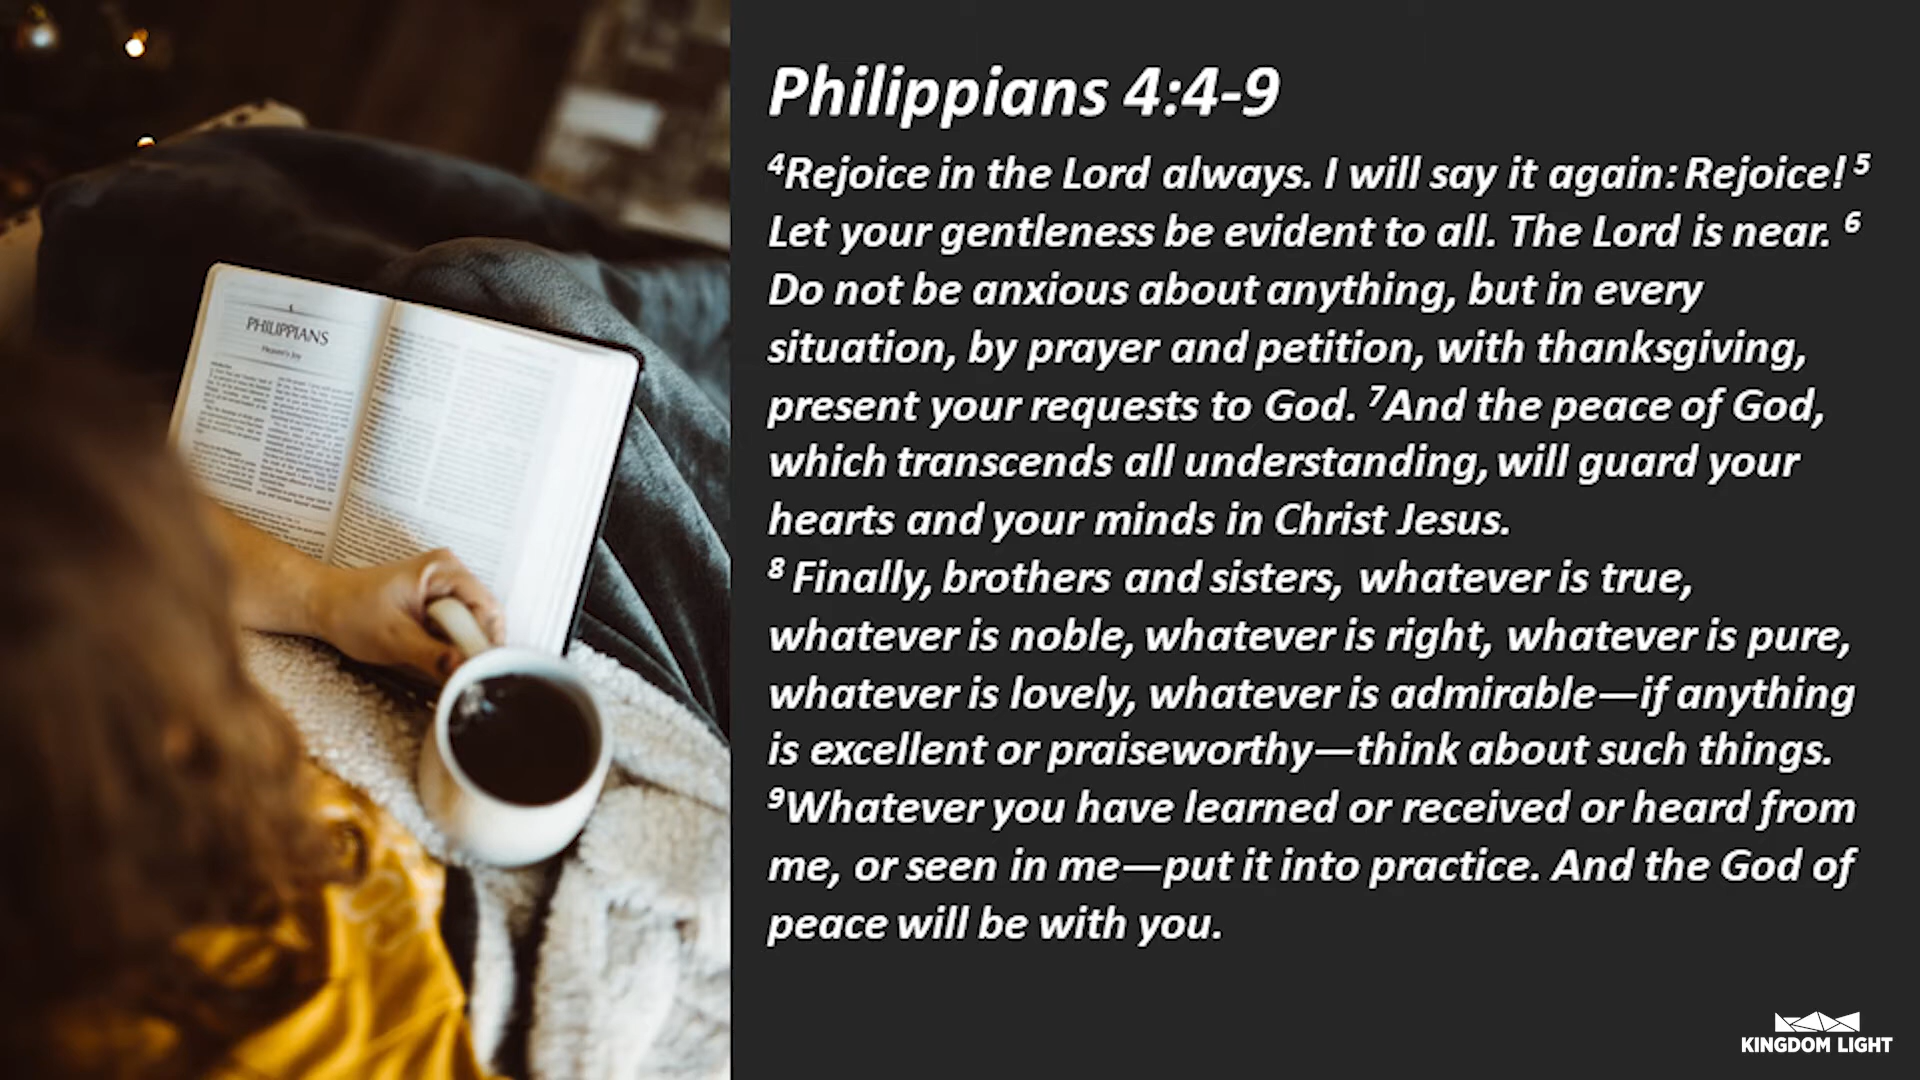 Philippians 4:4-9
⁴Rejoice in the Lord always. I will say it again: Rejoice! ⁵
Let your gentleness be evident to all. The Lord is near. ⁶
Do not be anxious about anything, but in every
situation, by prayer and petition, with thanksgiving,
present your requests to God. ⁷And the peace of God,
which transcends all understanding, will guard your
hearts and your minds in Christ Jesus.
⁸ Finally, brothers and sisters, whatever is true,
whatever is noble, whatever is right, whatever is pure,
whatever is lovely, whatever is admirable—if anything
is excellent or praiseworthy—think about such things.
⁹Whatever you have learned or received or heard from
me, or seen in me—put it into practice. And the God of
peace will be with you.
PHILIPPIANS
Heaven's Joy
KINGDOM LIGHT